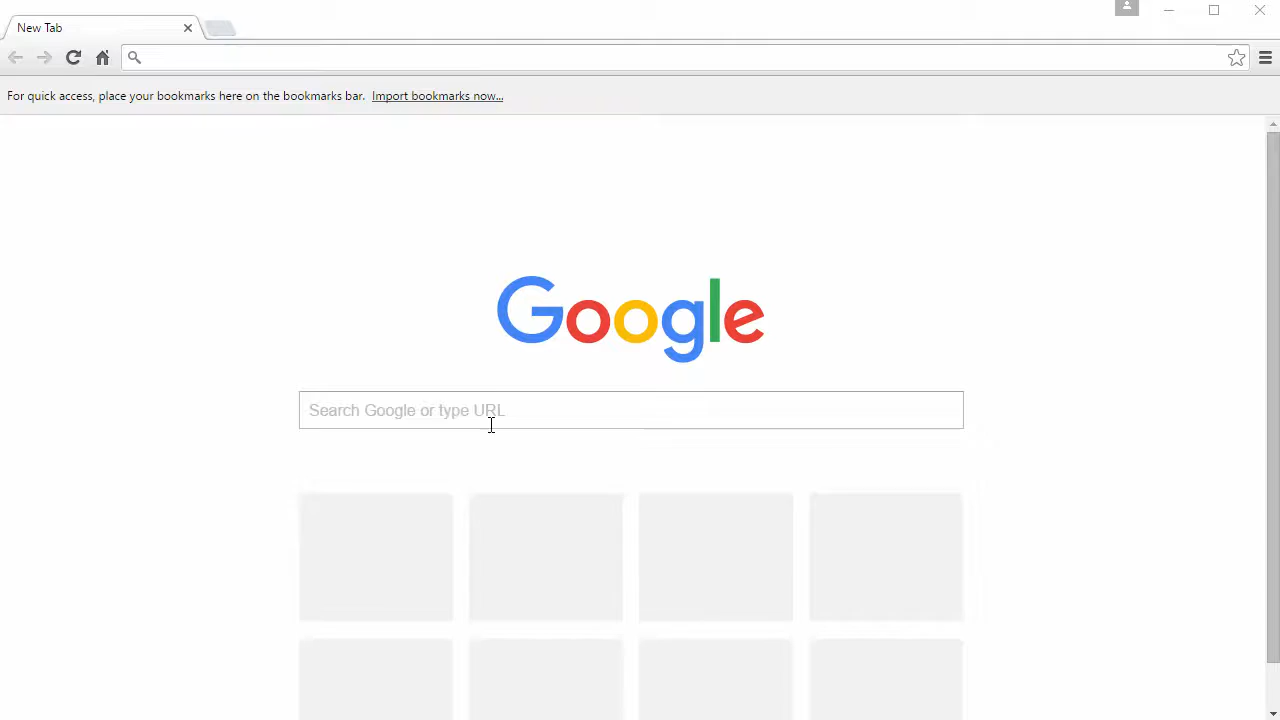 New Tab
For quick access, place your bookmarks here on the bookmarks bar. Import bookmarks now...
Google
Search Google or type URL